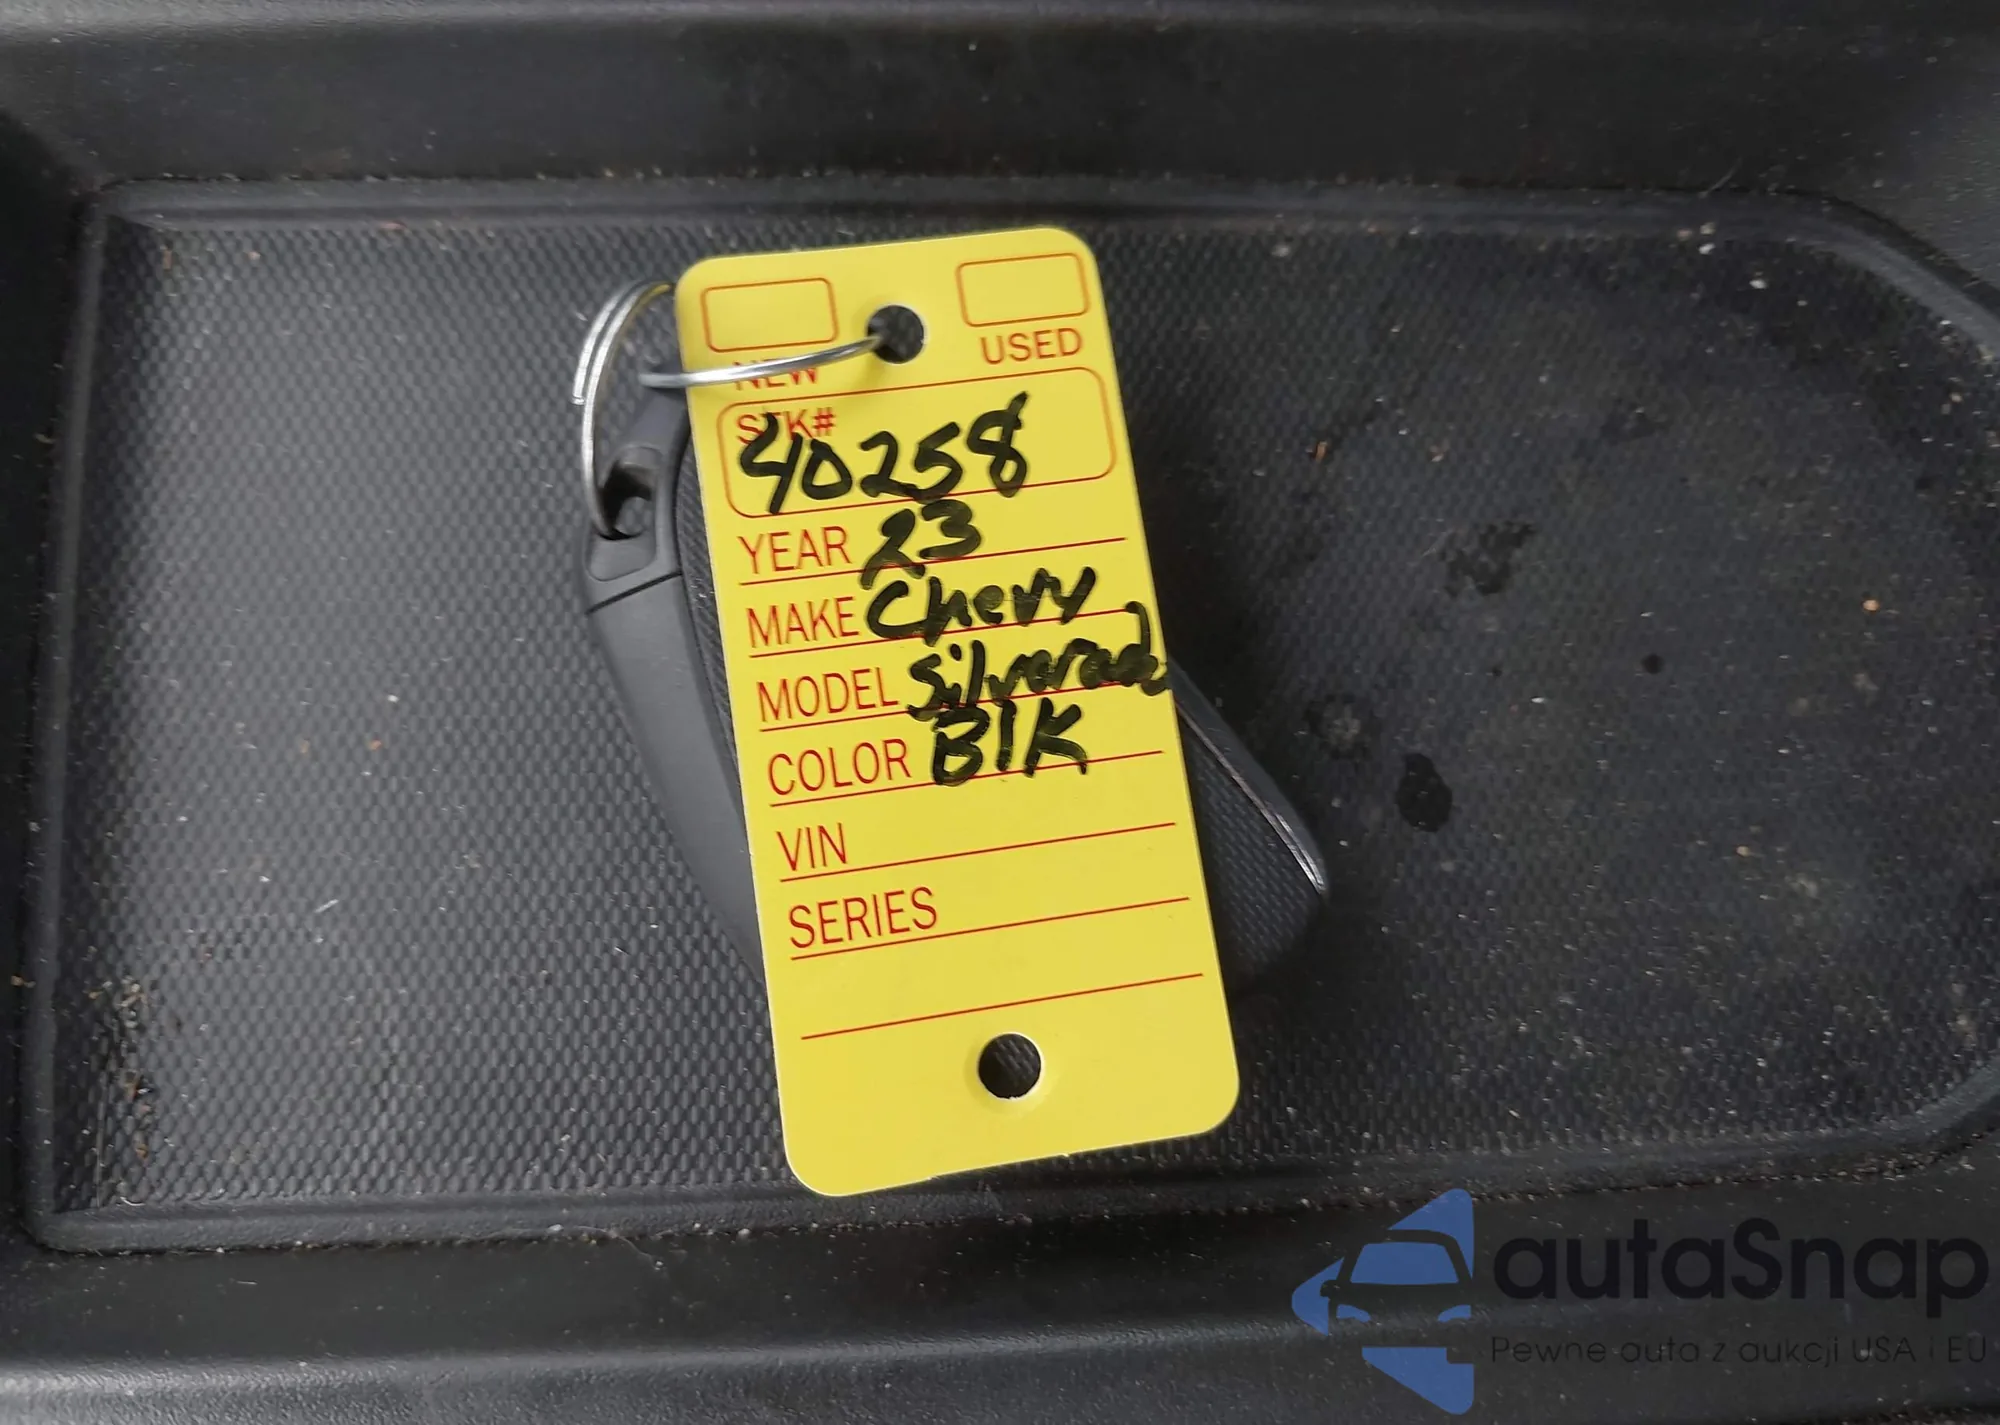 NEW USED
STK#
40258
YEAR 23
MAKE Chevy
MODEL Silverado
COLOR Blk
VIN
SERIES
autaSnap
Pewne auta z aukcji USA i EU